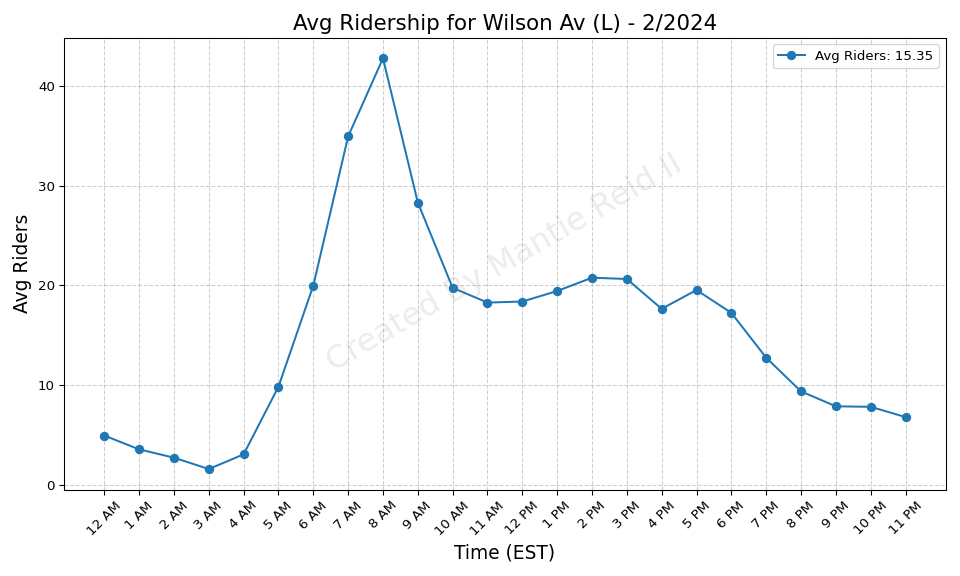 Avg Ridership for Wilson Av (L) - 2/2024
Avg Riders: 15.35
Avg Riders
40
30
20
10
0
Created By Mantie Reid II
12 AM
1 AM
2 AM
3 AM
4 AM
5 AM
6 AM
7 AM
8 AM
9 AM
10 AM
11 AM
12 PM
1 PM
2 PM
3 PM
4 PM
5 PM
6 PM
7 PM
8 PM
9 PM
10 PM
11 PM
Time (EST)